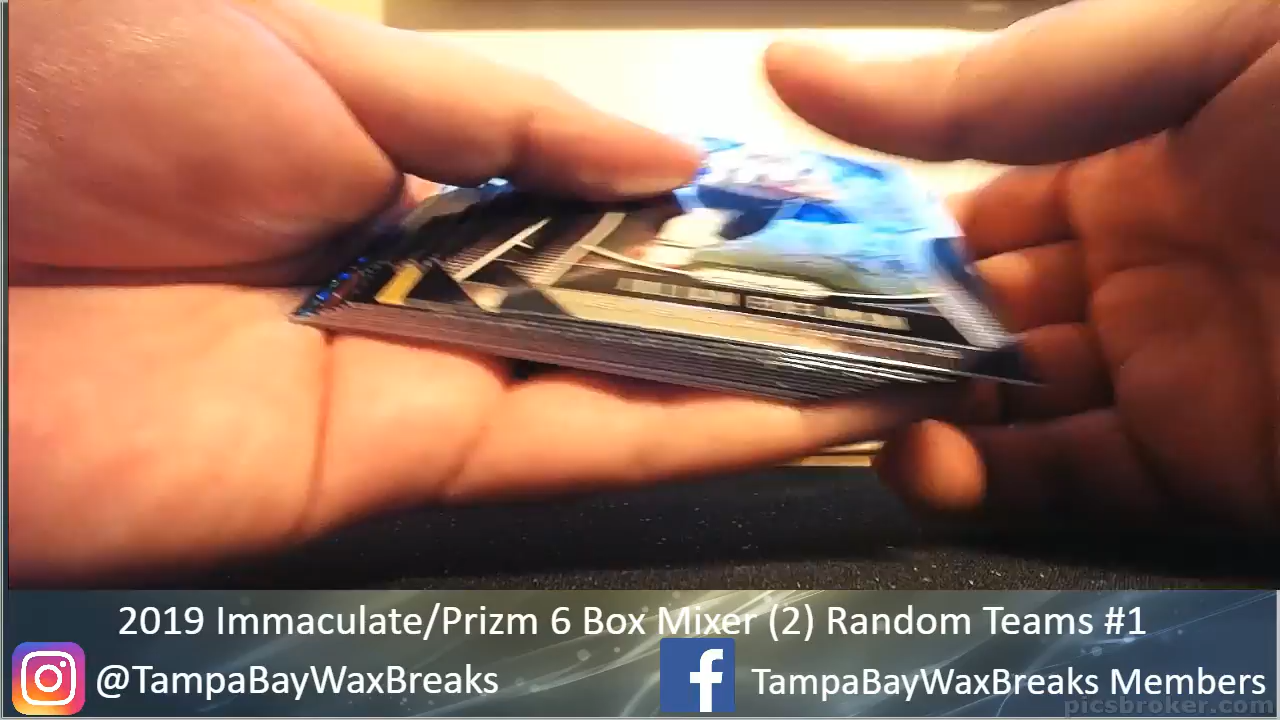 2019 Immaculate/Prizm 6 Box Mixer (2) Random Teams #1
@TampaBayWaxBreaks
TampaBayWaxBreaks Members
picsbroker.com